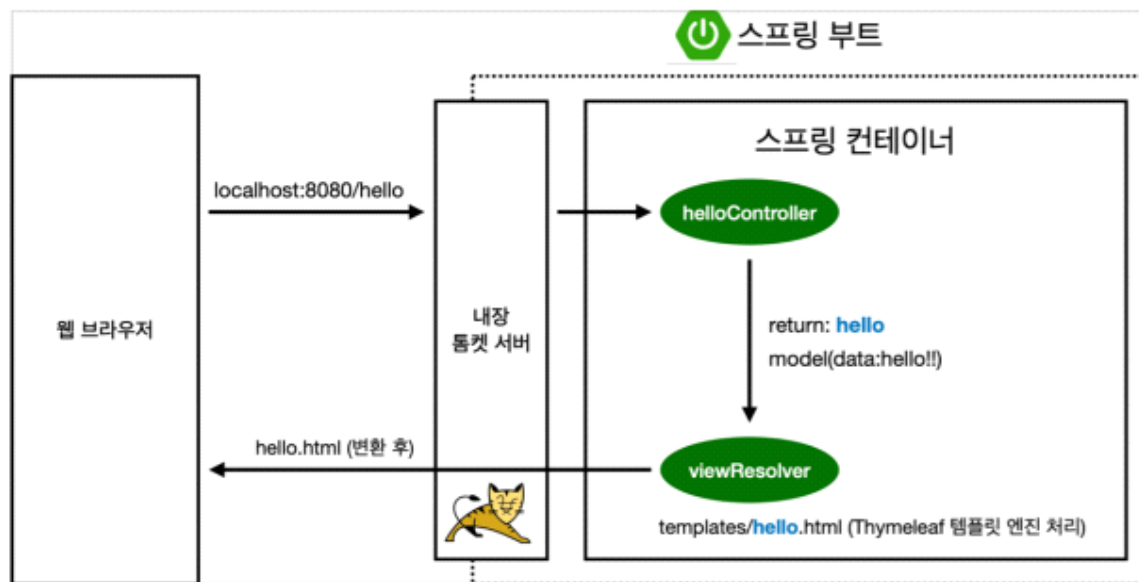 스프링 부트
스프링 컨테이너
localhost:8080/hello
helloController
웹 브라우저
내장
톰켓 서버
return: hello
model(data:hello!!)
hello.html (변환 후)
viewResolver
templates/hello.html (Thymeleaf 템플릿 엔진 처리)